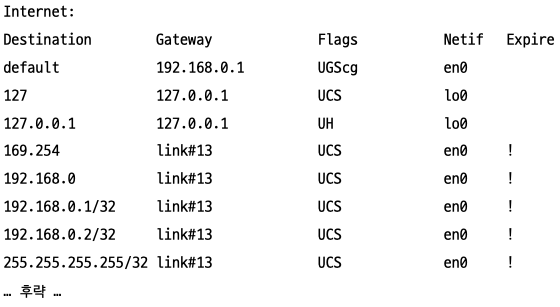 Internet:
Destination Gateway Flags Netif Expire
default 192.168.0.1 UGScg en0
127 127.0.0.1 UCS lo0
127.0.0.1 127.0.0.1 UH lo0
169.254 link#13 UCS en0 !
192.168.0 link#13 UCS en0 !
192.168.0.1/32 link#13 UCS en0 !
192.168.0.2/32 link#13 UCS en0 !
255.255.255.255/32 link#13 UCS en0 !
… 후략 …